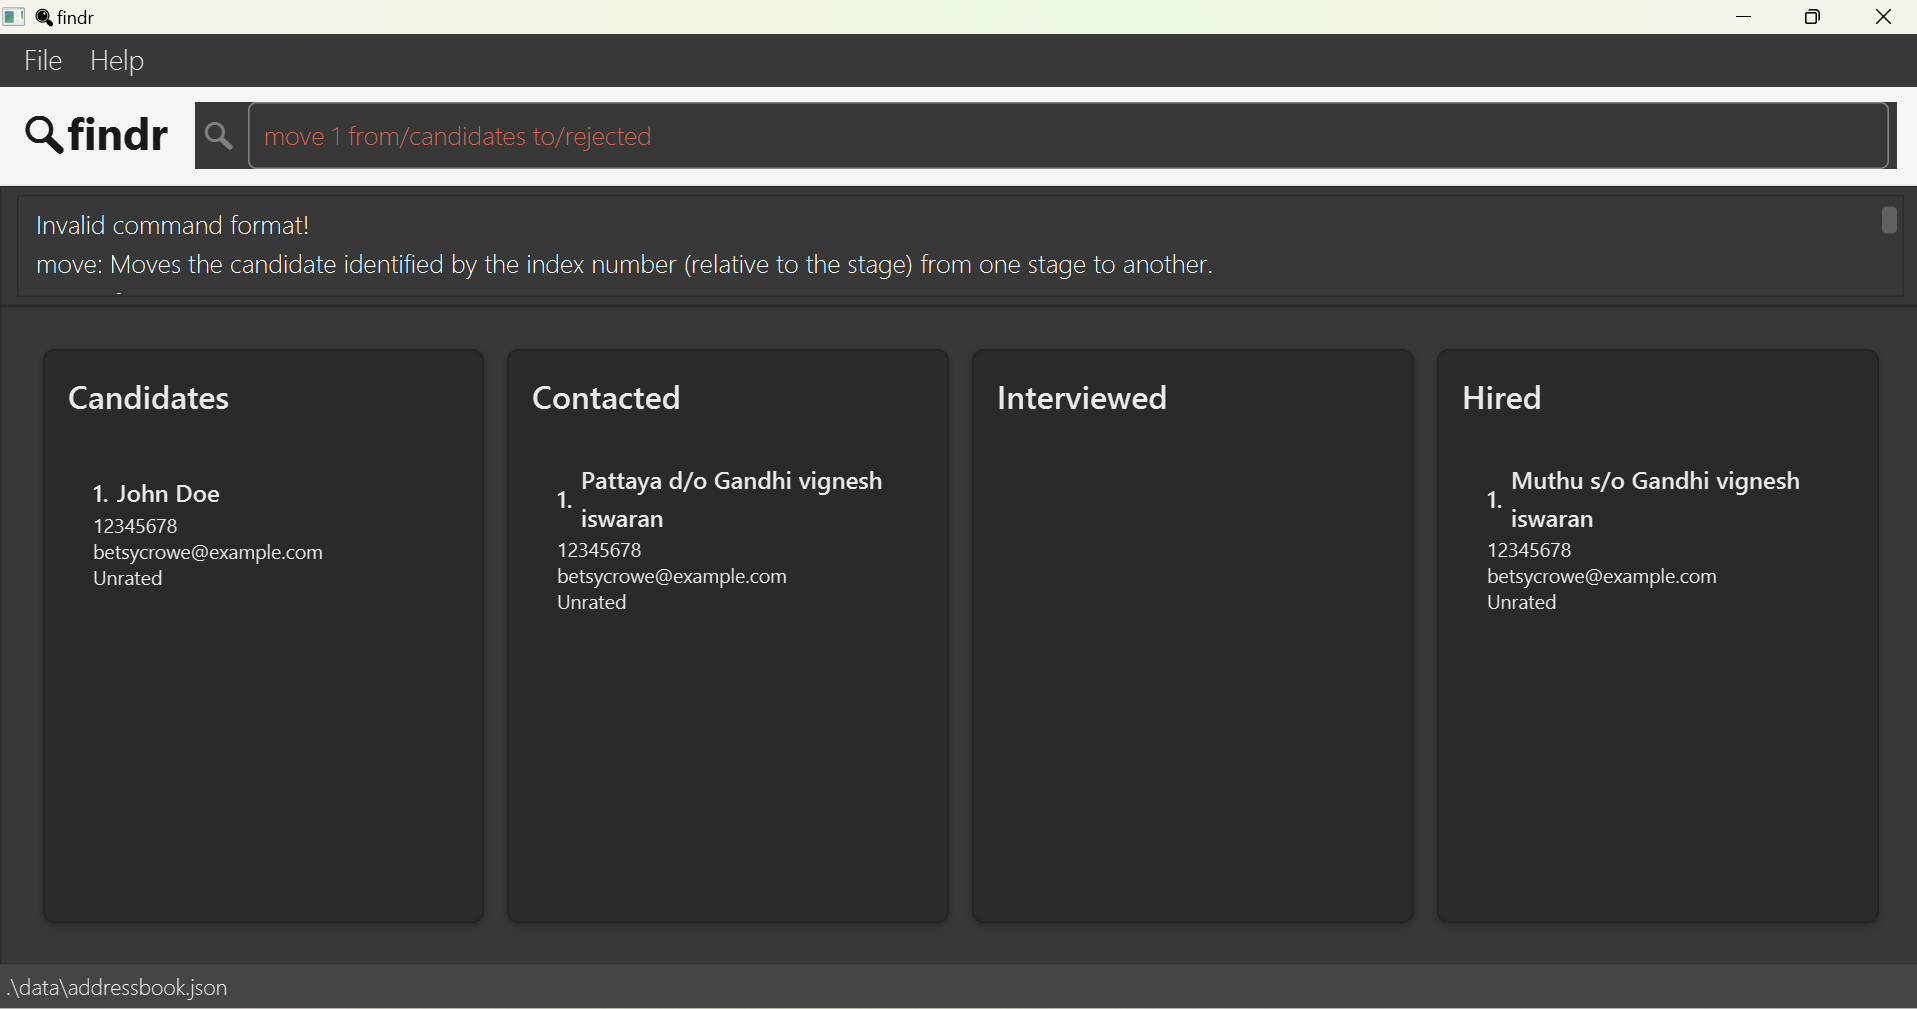 findr
File Help
findr
move 1 from/candidates to/rejected
Invalid command format!
move: Moves the candidate identified by the index number (relative to the stage) from one stage to another.
Candidates
1. John Doe
12345678
betsycrowe@example.com
Unrated
Contacted
1. Pattaya d/o Gandhi vignesh
iswaran
12345678
betsycrowe@example.com
Unrated
Interviewed
Hired
1. Muthu s/o Gandhi vignesh
iswaran
12345678
betsycrowe@example.com
Unrated
.\data\addressbook.json